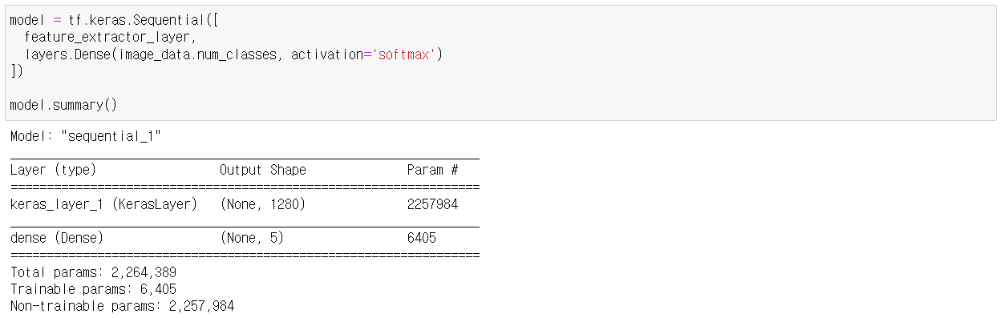 model = tf.keras.Sequential([
  feature_extractor_layer,
  layers.Dense(image_data.num_classes, activation='softmax')
])
model.summary()
Model: "sequential_1"
_________________________________________________________________
Layer (type)                 Output Shape              Param #
=================================================================
keras_layer_1 (KerasLayer)   (None, 1280)              2257984
_________________________________________________________________
dense (Dense)                (None, 5)                 6405
=================================================================
Total params: 2,264,389
Trainable params: 6,405
Non-trainable params: 2,257,984